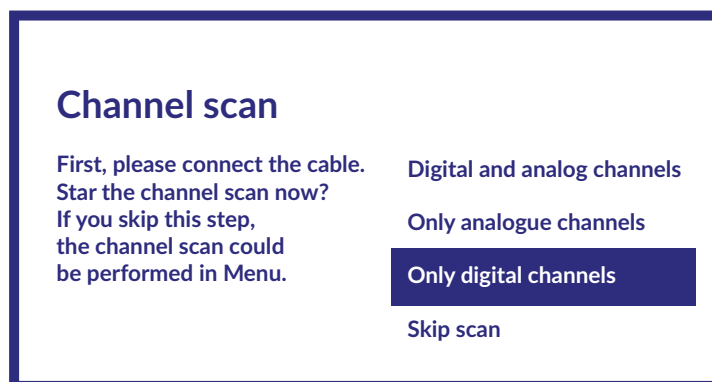 Channel scan
First, please connect the cable.
Star the channel scan now?
If you skip this step,
the channel scan could
be performed in Menu.
Digital and analog channels
Only analogue channels
Only digital channels
Skip scan